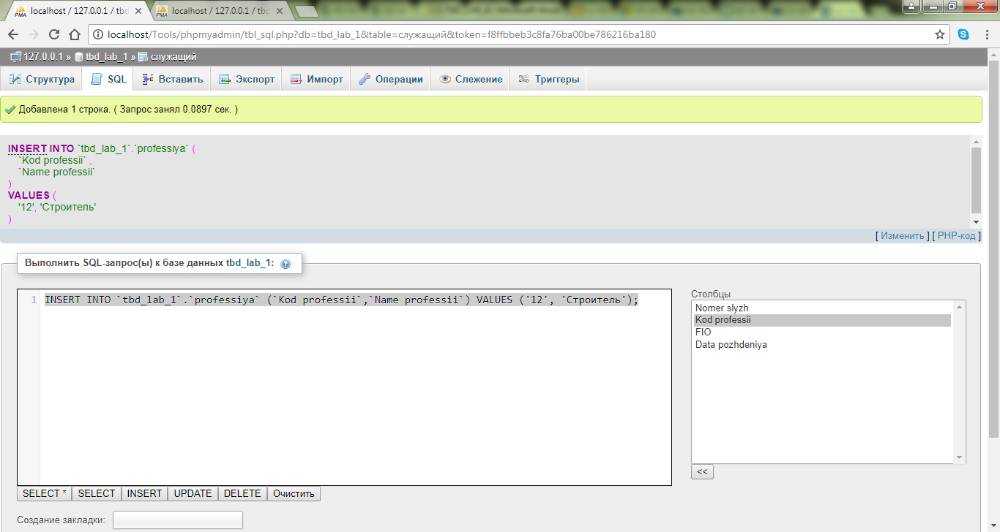 localhost / 127.0.0.1 / tbd
localhost / 127.0.0.1 / tbd
localhost/Tools/phpmyadmin/tbl_sql.php?db=tbd_lab_1&table=служащий&token=f8ffbbeb3c8fa76ba00be786216ba180
127.0.0.1 » tbd_lab_1 » служащий
Структура SQL Вставить Экспорт Импорт Операции Слежение Триггеры
Добавлена 1 строка. ( Запрос занял 0.0897 сек. )
INSERT INTO `tbd_lab_1`.`professiya` (
`Kod professii` ,
`Name professii`
)
VALUES (
'12', 'Строитель'
)
[ Изменить ] [ PHP-код ]
Выполнить SQL-запрос(ы) к базе данных tbd_lab_1:
1 INSERT INTO `tbd_lab_1`.`professiya` (`Kod professii`,`Name professii`) VALUES ('12', 'Строитель');
Столбцы
Nomer slyzh
Kod professii
FIO
Data pozhdeniya
<<
SELECT * SELECT INSERT UPDATE DELETE Очистить
Создание закладки: